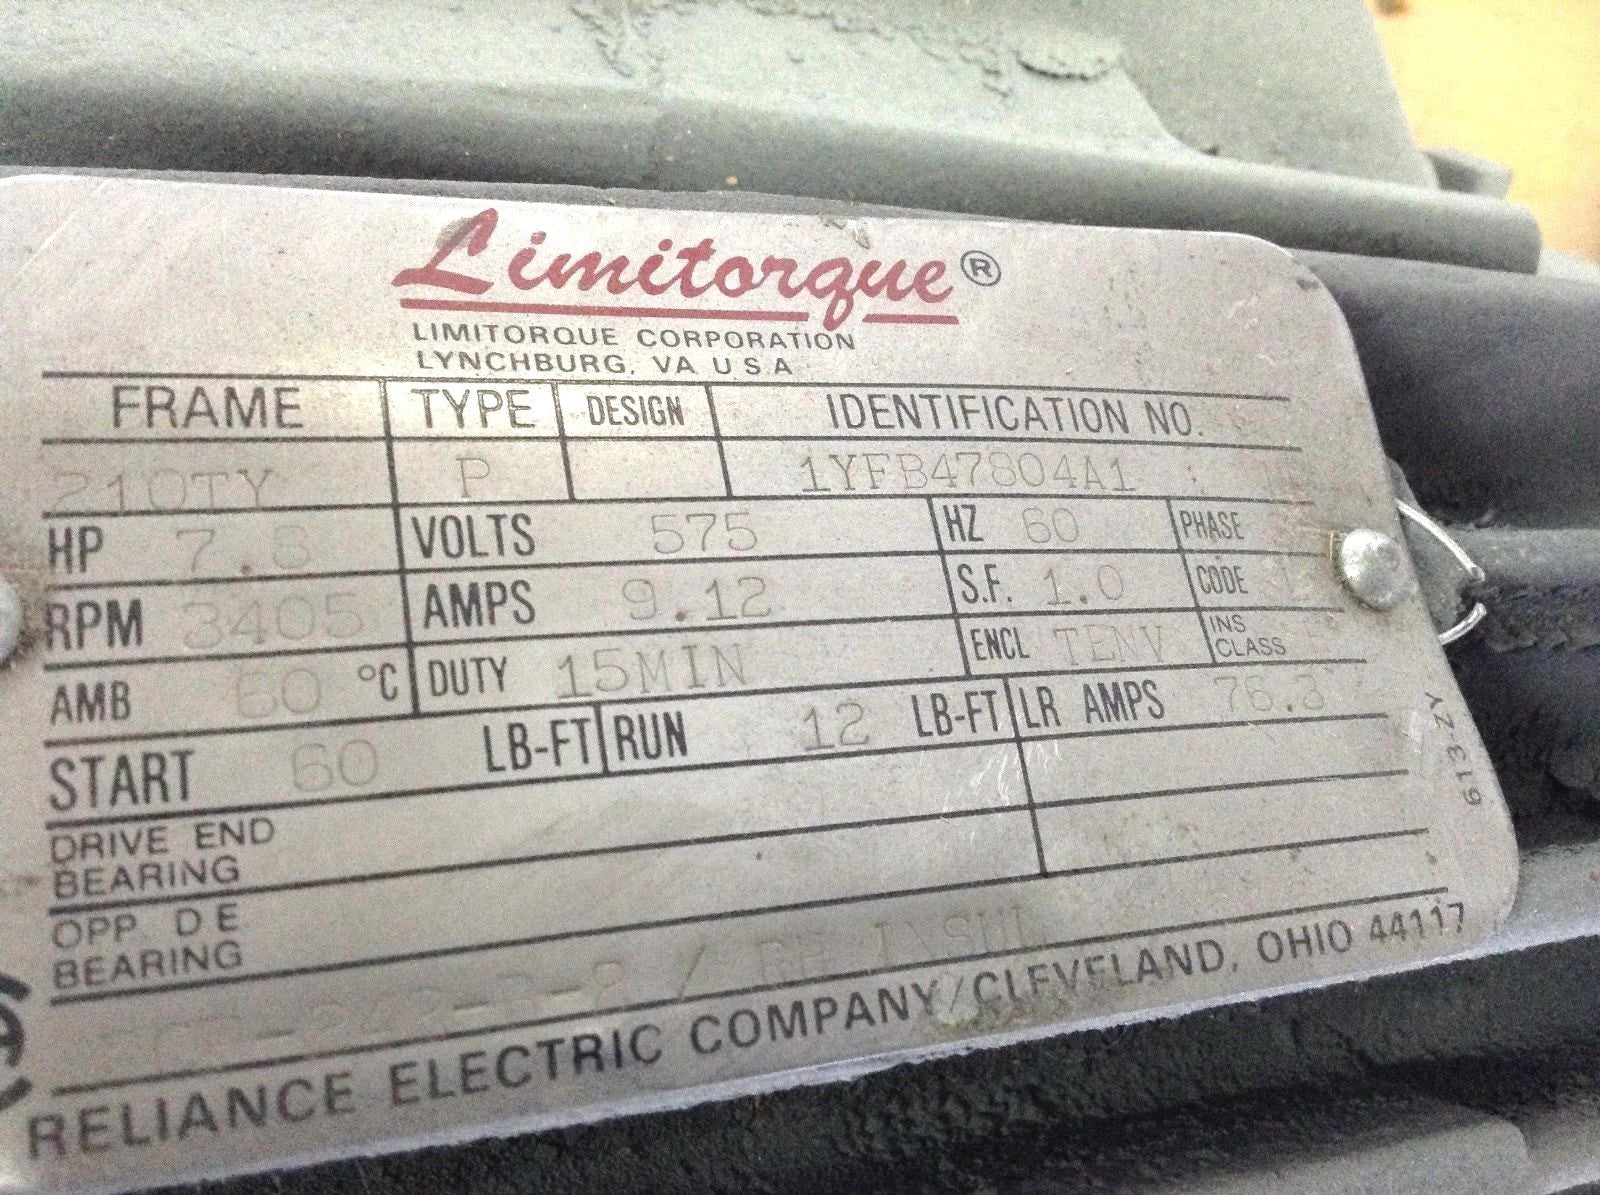 Limitorque®
LIMITORQUE CORPORATION
LYNCHBURG, VA U S A
FRAME TYPE DESIGN IDENTIFICATION NO.
210TY P 1YFB47804A1
HP 7.8 VOLTS 575 HZ 60 PHASE
RPM 3405 AMPS 9.12 S.F. 1.0 CODE
AMB 60 °C DUTY 15MIN ENCL TENV INS CLASS
START 60 LB-FT RUN 12 LB-FT LR AMPS 76.3
DRIVE END
BEARING
OPP D E
BEARING
/ RH INSUL
RELIANCE ELECTRIC COMPANY/CLEVELAND, OHIO 44117
613-ZY